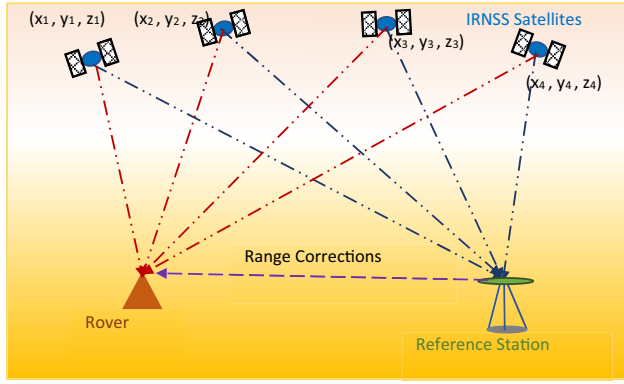 IRNSS Satellites
(x₁, y₁, z₁)
(x₂, y₂, z₂)
(x₃, y₃, z₃)
(x₄, y₄, z₄)
Range Corrections
Rover
Reference Station